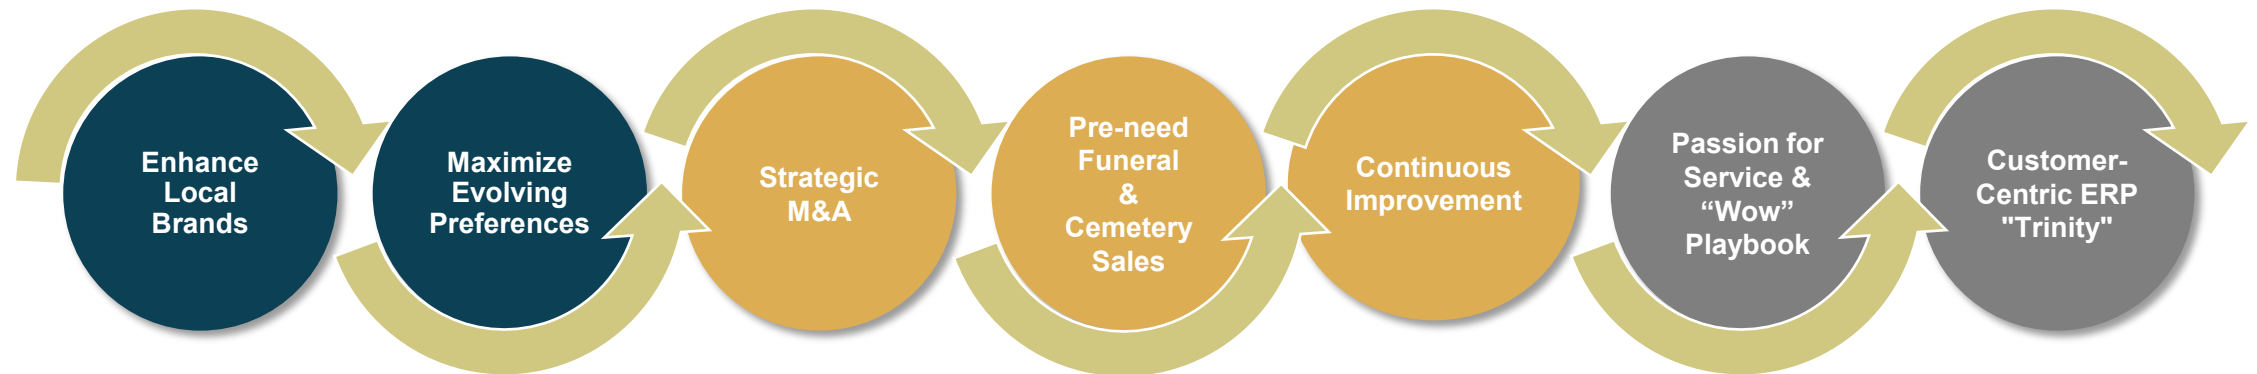 Enhance
Local
Brands
Maximize
Evolving
Preferences
Strategic
M&A
Pre-need
Funeral
&
Cemetery
Sales
Continuous
Improvement
Passion for
Service &
“Wow”
Playbook
Customer-
Centric ERP
"Trinity"